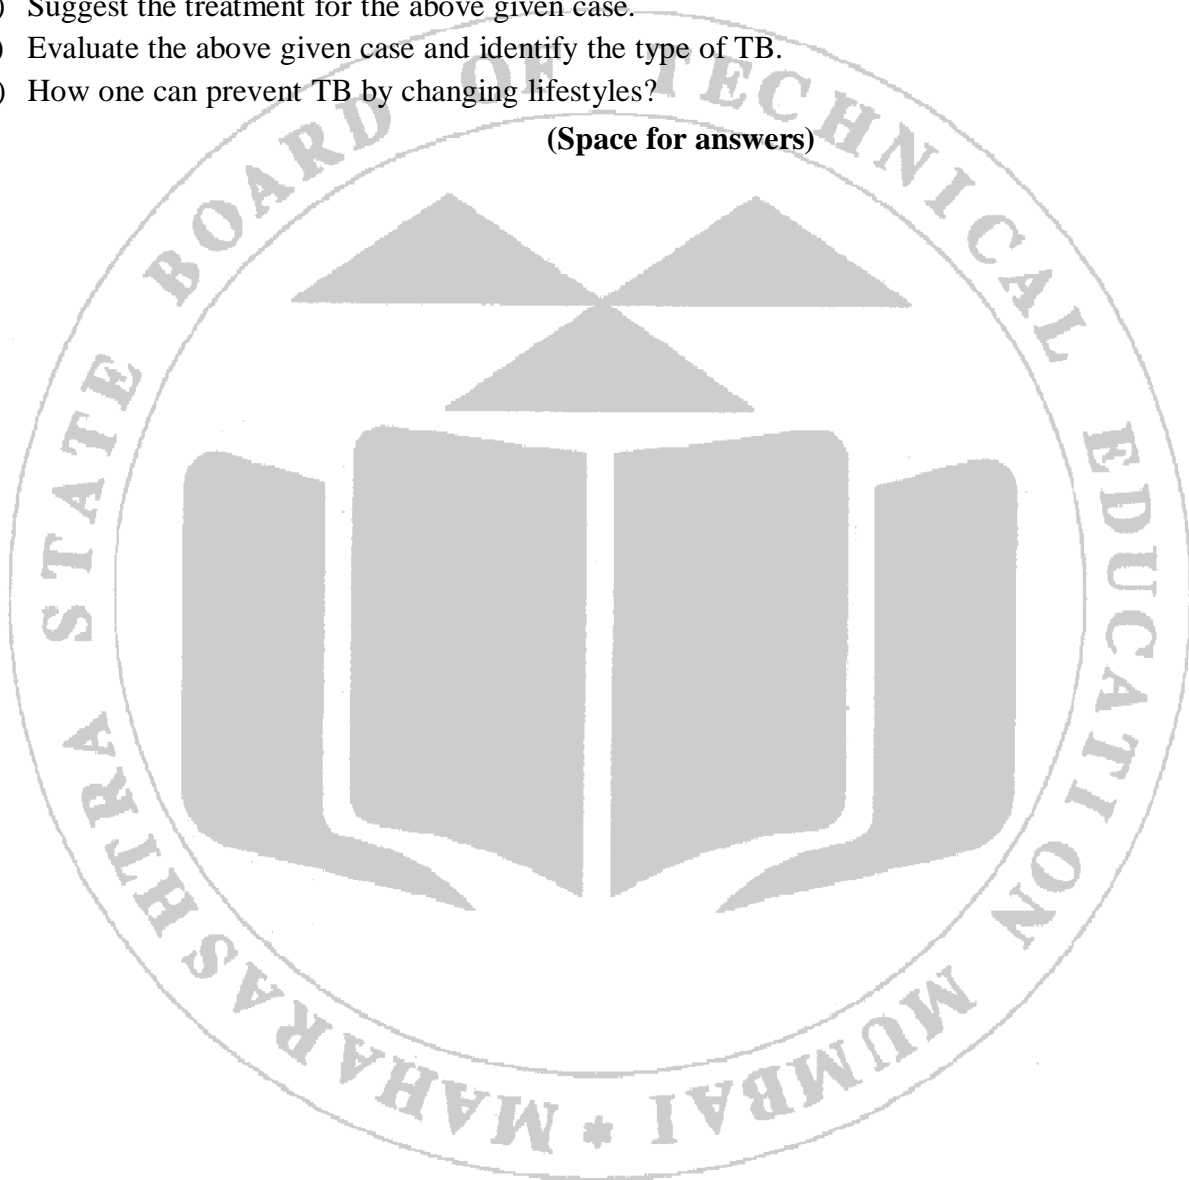 ) Suggest the treatment for the above given case.
) Evaluate the above given case and identify the type of TB.
) How one can prevent TB by changing lifestyles?
(Space for answers)
MAHARASHTRA STATE BOARD OF TECHNICAL EDUCATION MUMBAI *